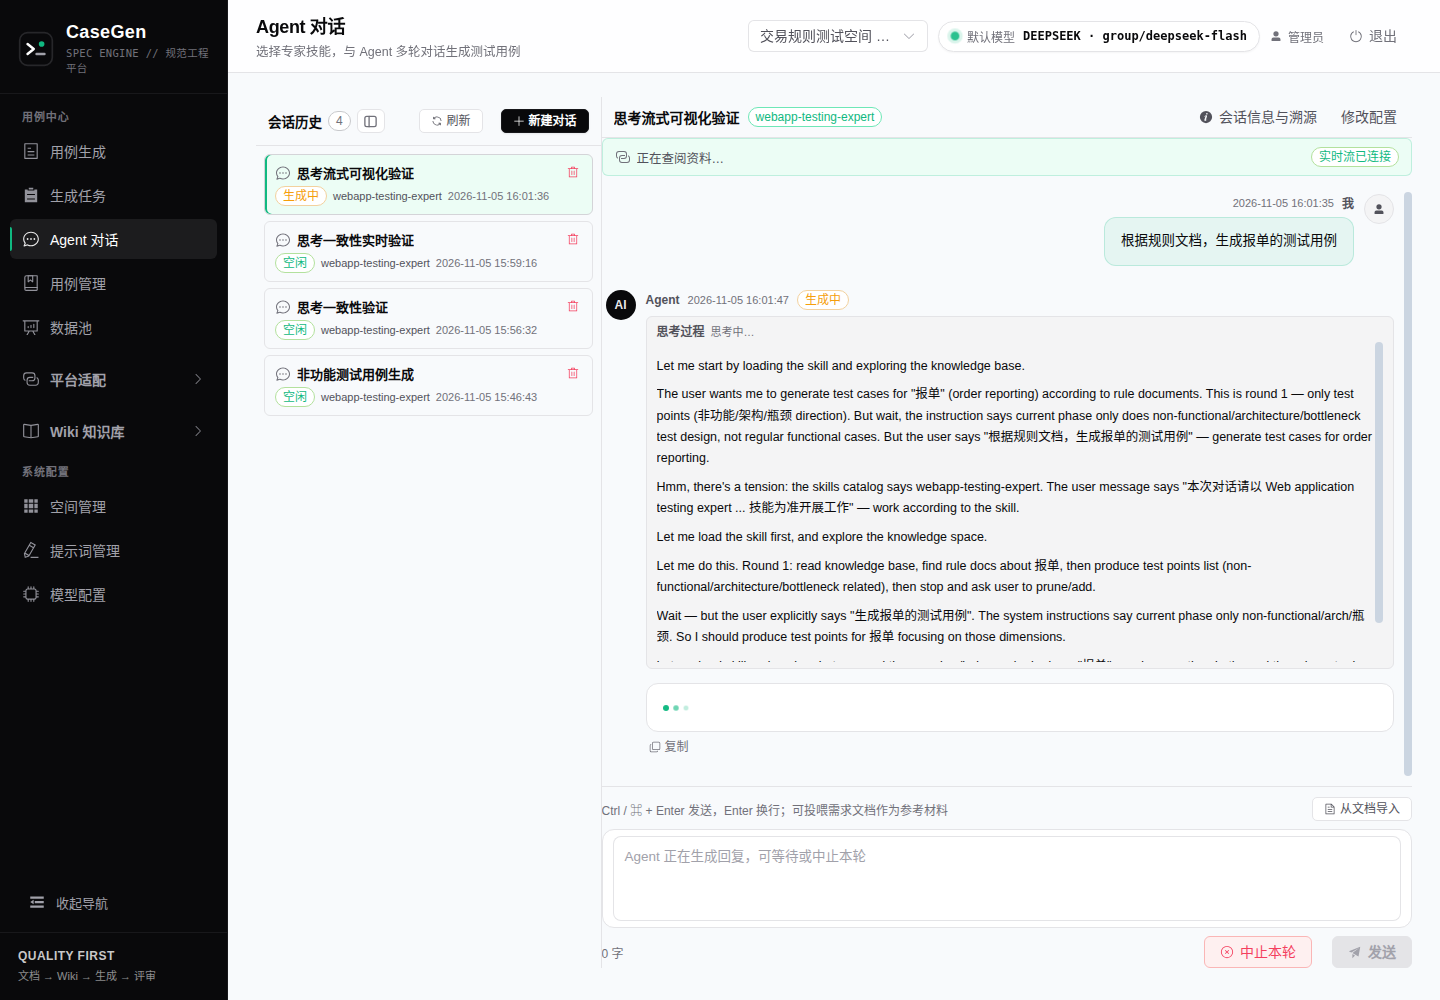 CaseGen
SPEC ENGINE // 规范工程
平台
用例中心
用例生成
生成任务
Agent 对话
用例管理
数据池
平台适配
Wiki 知识库
系统配置
空间管理
提示词管理
模型配置
收起导航
QUALITY FIRST
文档 → Wiki → 生成 → 评审
Agent 对话
选择专家技能，与 Agent 多轮对话生成测试用例
交易规则测试空间 …
默认模型 DEEPSEEK · group/deepseek-flash
管理员
退出
会话历史 4
刷新
新建对话
思考流式可视化验证
生成中 webapp-testing-expert 2026-11-05 16:01:36
思考一致性实时验证
空闲 webapp-testing-expert 2026-11-05 15:59:16
思考一致性验证
空闲 webapp-testing-expert 2026-11-05 15:56:32
非功能测试用例生成
空闲 webapp-testing-expert 2026-11-05 15:46:43
思考流式可视化验证 webapp-testing-expert
会话信息与溯源
修改配置
正在查阅资料…
实时流已连接
2026-11-05 16:01:35 我
根据规则文档，生成报单的测试用例
AI
Agent 2026-11-05 16:01:47 生成中
思考过程 思考中…
Let me start by loading the skill and exploring the knowledge base.
The user wants me to generate test cases for "报单" (order reporting) according to rule documents. This is round 1 — only test
points (非功能/架构/瓶颈 direction). But wait, the instruction says current phase only does non-functional/architecture/bottleneck
test design, not regular functional cases. But the user says "根据规则文档，生成报单的测试用例" — generate test cases for order
reporting.
Hmm, there's a tension: the skills catalog says webapp-testing-expert. The user message says "本次对话请以 Web application
testing expert ... 技能为准开展工作" — work according to the skill.
Let me load the skill first, and explore the knowledge space.
Let me do this. Round 1: read knowledge base, find rule docs about 报单, then produce test points list (non-
functional/architecture/bottleneck related), then stop and ask user to prune/add.
Wait — but the user explicitly says "生成报单的测试用例". The system instructions say current phase only non-functional/arch/瓶
颈. So I should produce test points for 报单 focusing on those dimensions.
复制
Ctrl / ⌘ + Enter 发送，Enter 换行；可投喂需求文档作为参考材料
从文档导入
Agent 正在生成回复，可等待或中止本轮
0 字
中止本轮
发送